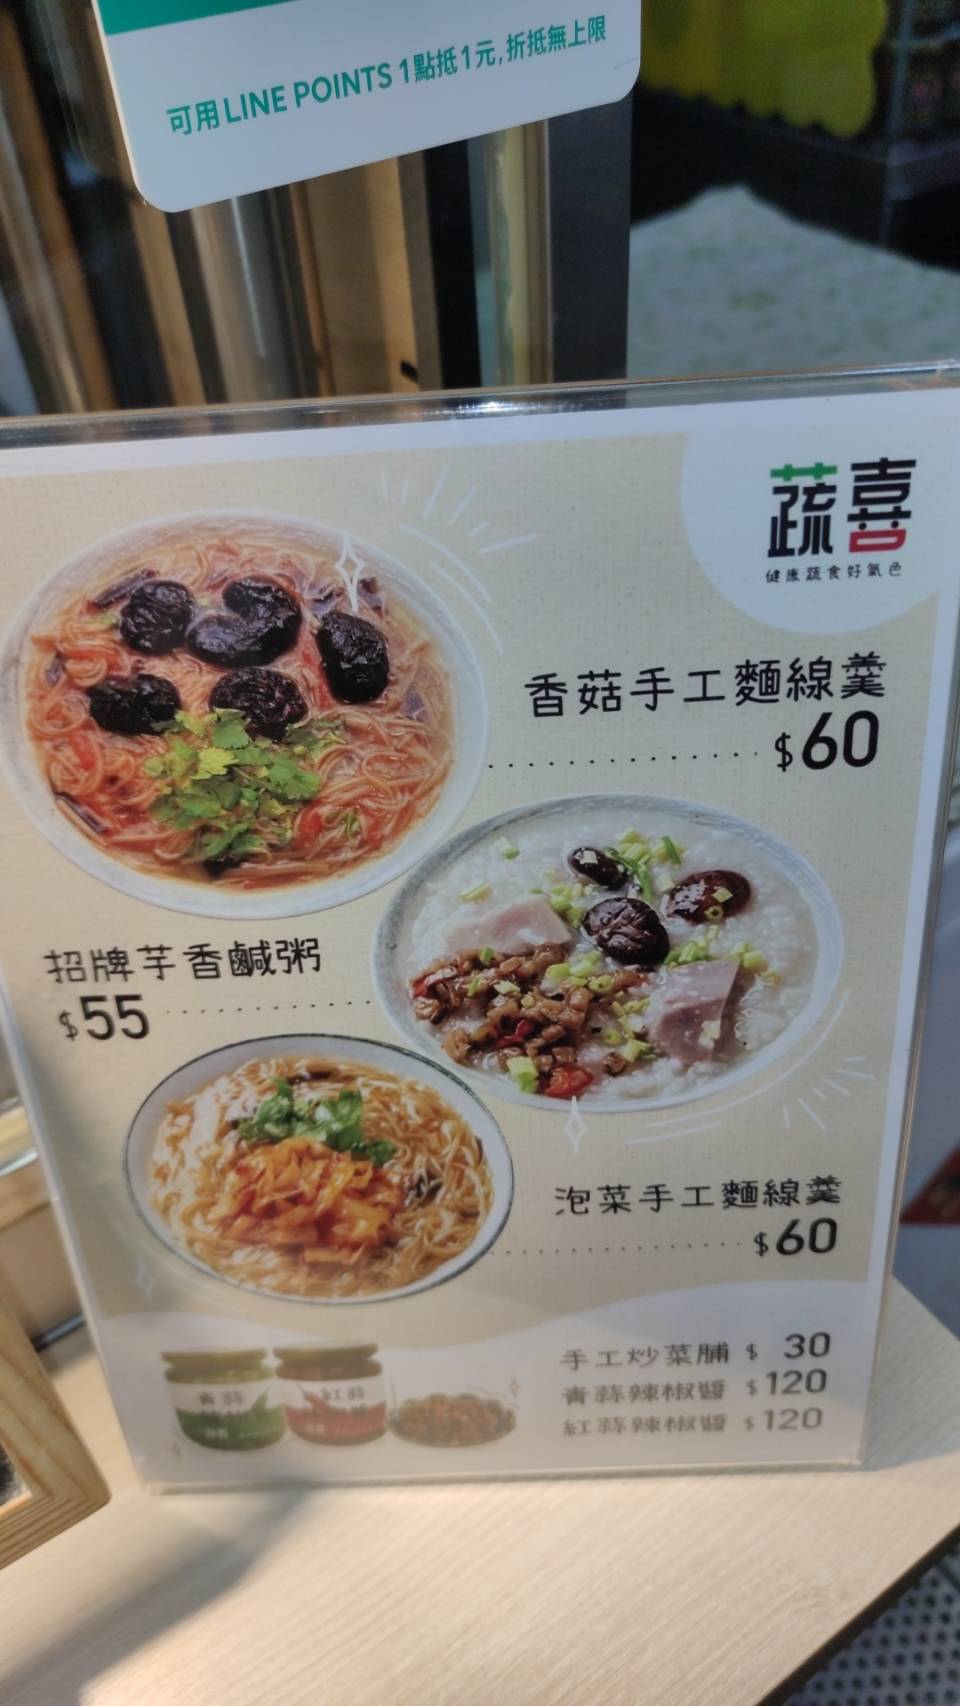 可用LINE POINTS 1點抵1元,折抵無上限
蔬喜
健康蔬食好氣色
香菇手工麵線羹
$60
招牌芋香鹹粥
$55
泡菜手工麵線羹
$60
手工炒菜脯 $ 30
青蒜辣椒醬 $120
紅蒜辣椒醬 $120
青蒜
紅蒜